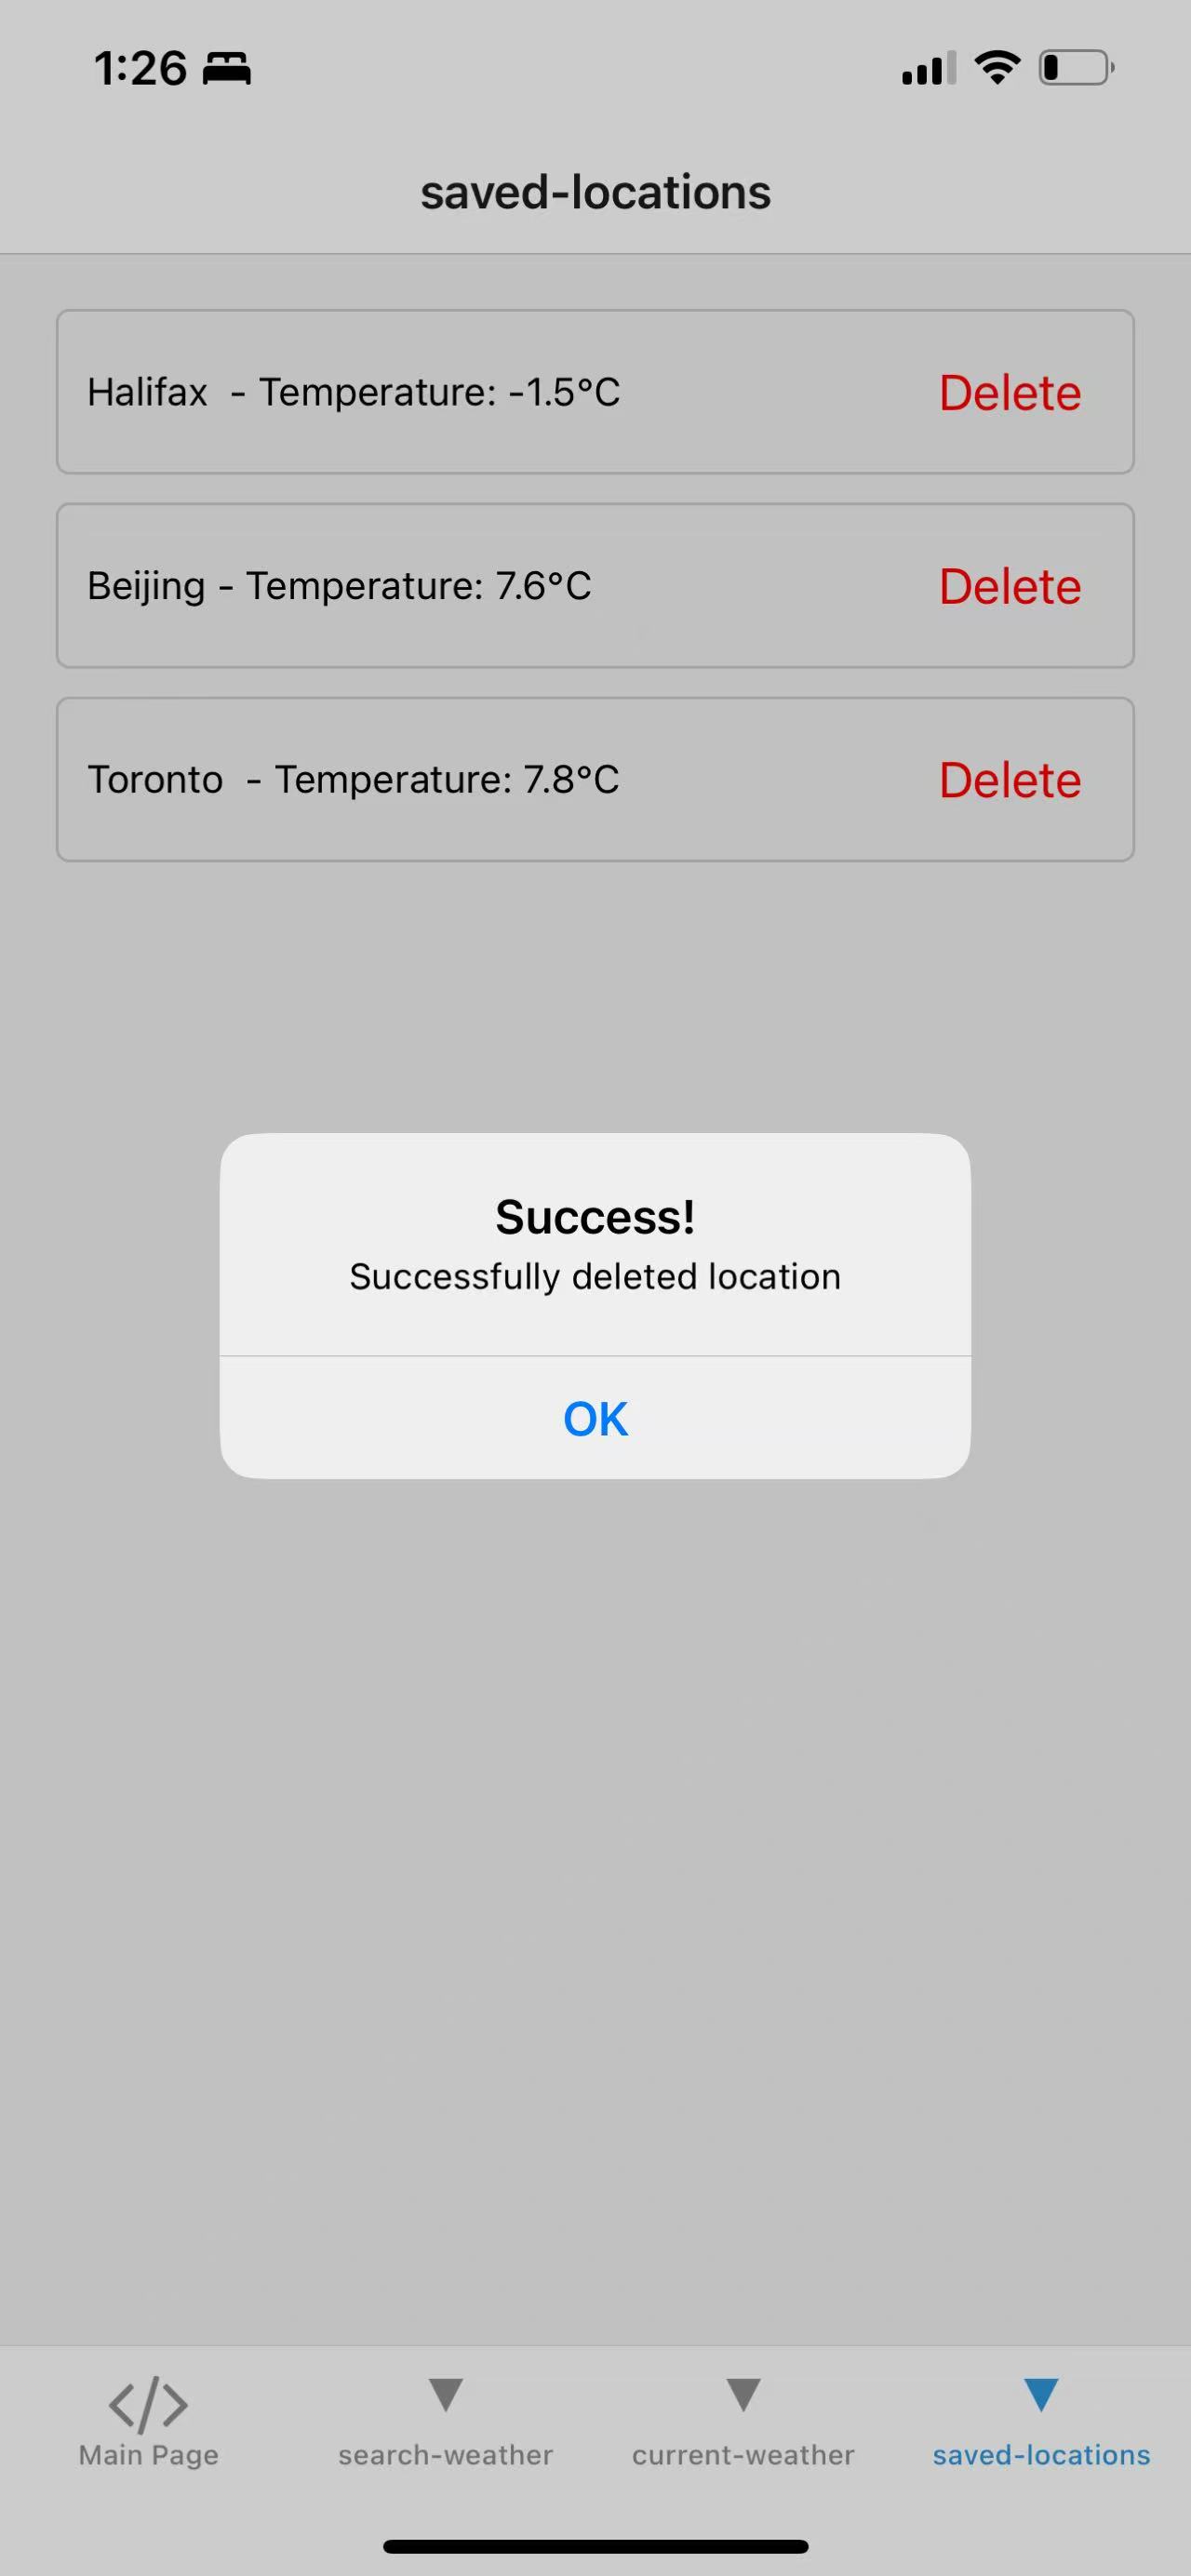 1:26
saved-locations
Halifax  - Temperature: -1.5°C Delete
Beijing - Temperature: 7.6°C Delete
Toronto  - Temperature: 7.8°C Delete
Success!
Successfully deleted location
OK
Main Page search-weather current-weather saved-locations